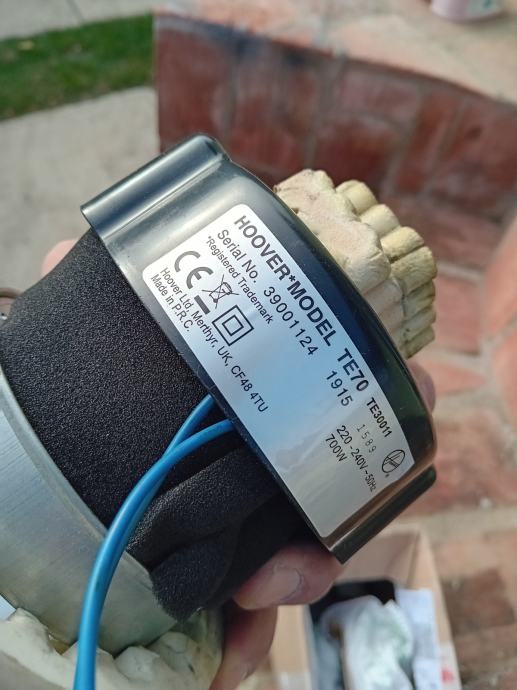 HOOVER*MODEL TE70 TE30011
Serial No. 39001124 1915 1589
*Registered Trademark
220-240V~50Hz
700W
CE
Hoover Ltd, Merthyr, UK, CF48 4TU
Made in P.R.C.